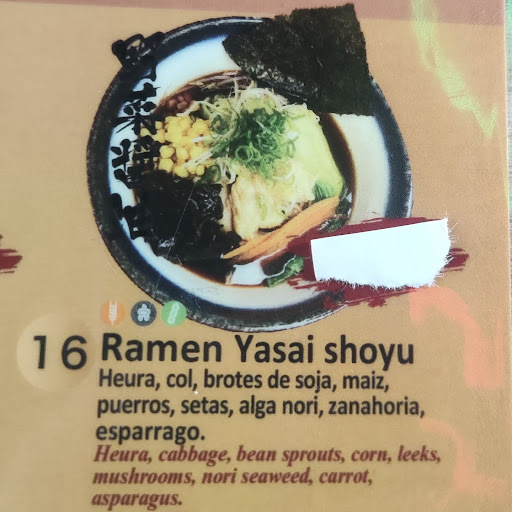 16 Ramen Yasai shoyu
Heura, col, brotes de soja, maiz,
puerros, setas, alga nori, zanahoria,
esparrago.
Heura, cabbage, bean sprouts, corn, leeks,
mushrooms, nori seaweed, carrot,
asparagus.